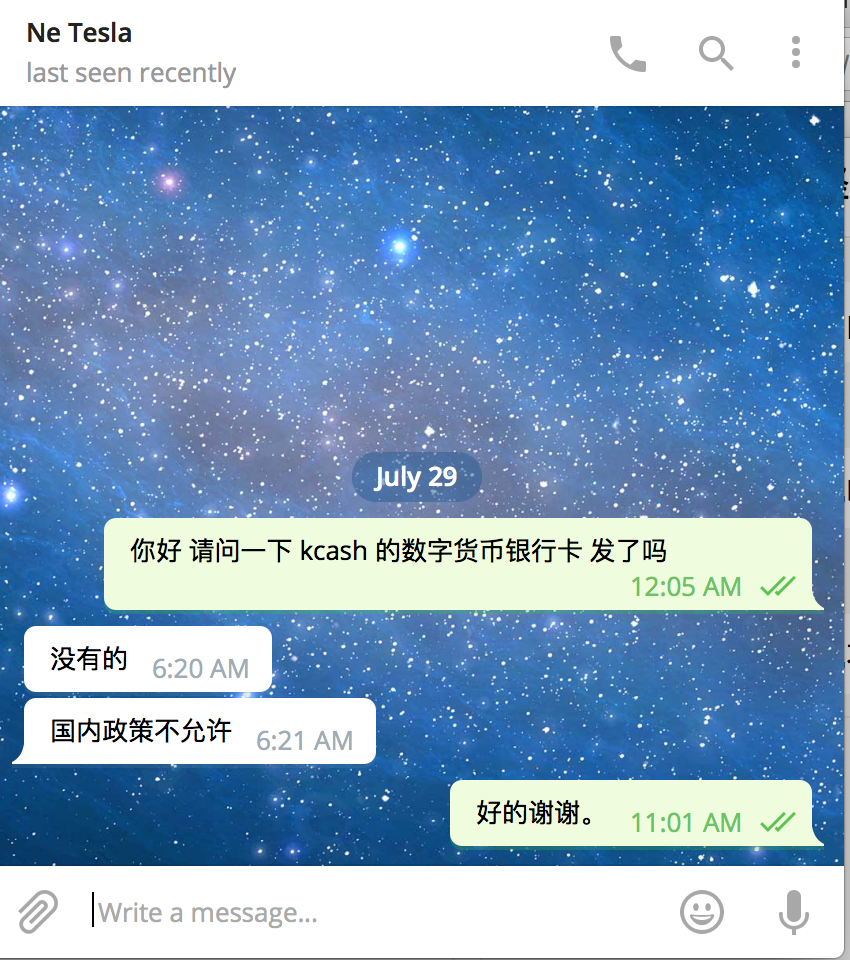 Ne Tesla
last seen recently
July 29
你好 请问一下 kcash 的数字货币银行卡 发了吗
12:05 AM
没有的 6:20 AM
国内政策不允许 6:21 AM
好的谢谢。 11:01 AM
Write a message...